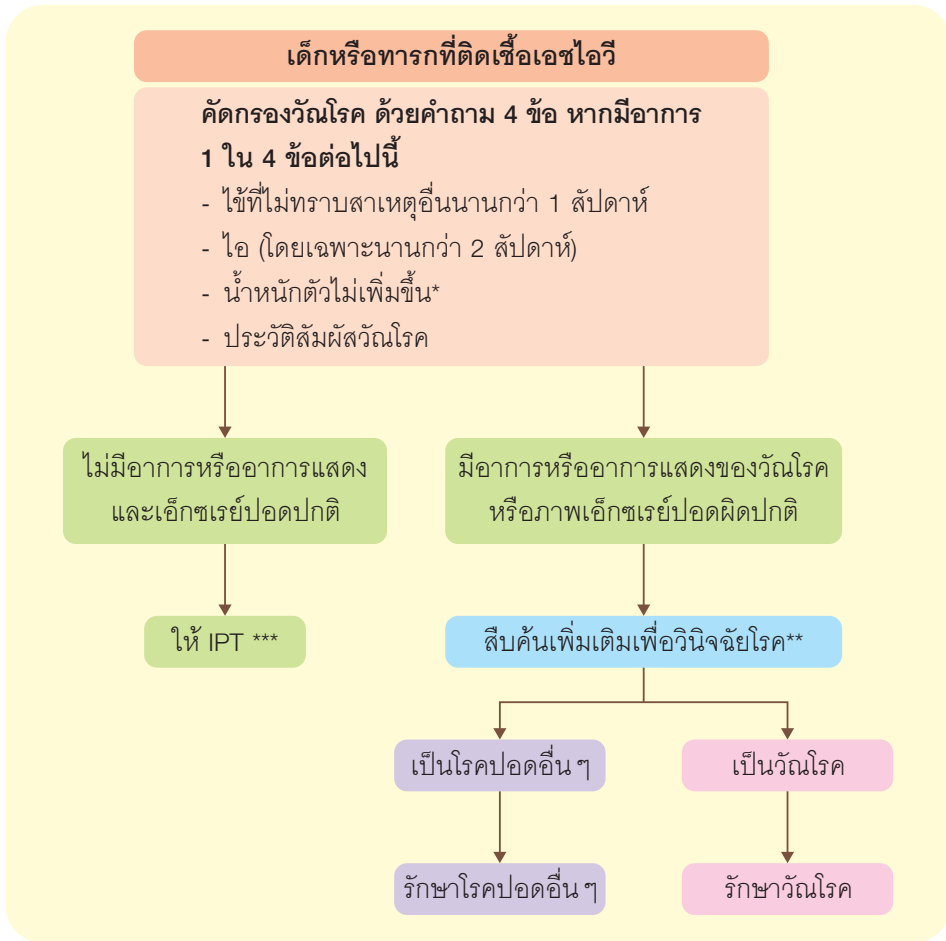 เด็กหรือทารกที่ติดเชื้อเอชไอวี
คัดกรองวัณโรค ด้วยคำถาม 4 ข้อ หากมีอาการ
1 ใน 4 ข้อต่อไปนี้
- ไข้ที่ไม่ทราบสาเหตุอื่นนานกว่า 1 สัปดาห์
- ไอ (โดยเฉพาะนานกว่า 2 สัปดาห์)
- น้ำหนักตัวไม่เพิ่มขึ้น*
- ประวัติสัมผัสวัณโรค
ไม่มีอาการหรืออาการแสดง
และเอ็กซเรย์ปอดปกติ
มีอาการหรืออาการแสดงของวัณโรค
หรือภาพเอ็กซเรย์ปอดผิดปกติ
ให้ IPT ***
สืบค้นเพิ่มเติมเพื่อวินิจฉัยโรค**
เป็นโรคปอดอื่น ๆ
เป็นวัณโรค
รักษาโรคปอดอื่น ๆ
รักษาวัณโรค